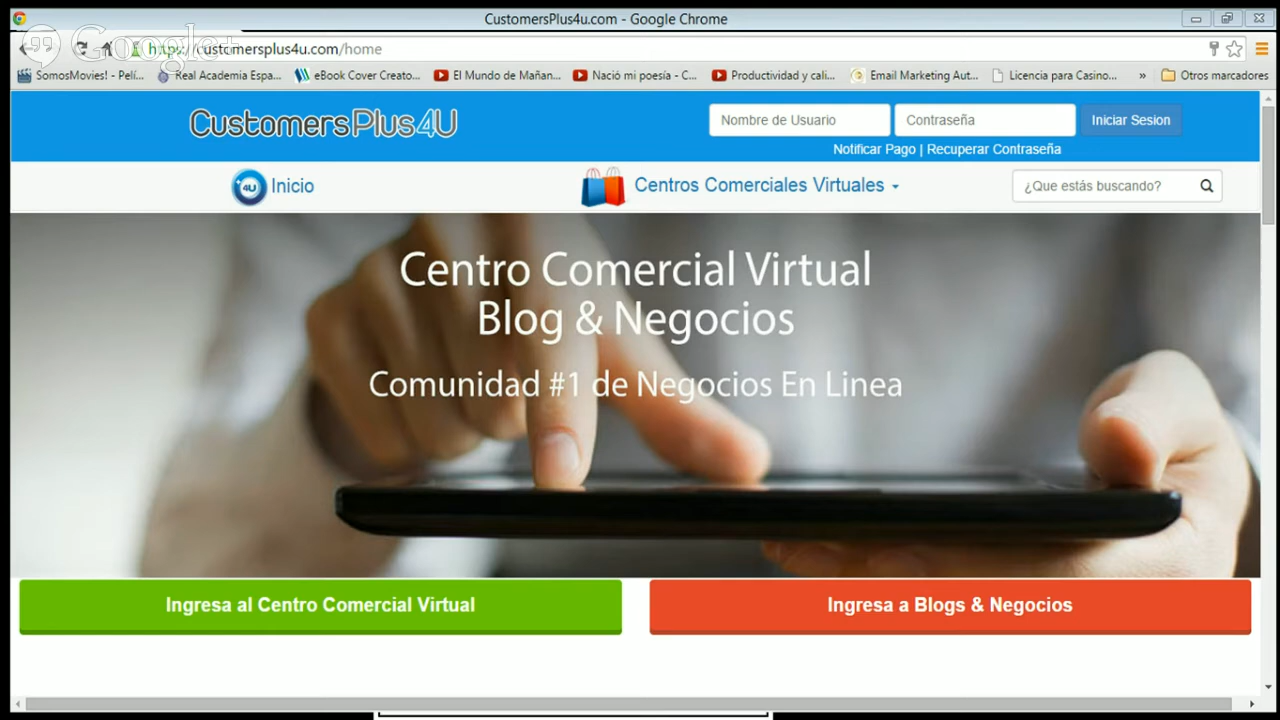 CustomersPlus4u.com - Google Chrome
Google+
https://customersplus4u.com/home
SomosMovies! - Pelí... Real Academia Espa... eBook Cover Creato... El Mundo de Mañan... Nació mi poesía - C... Productividad y cali... Email Marketing Aut... Licencia para Casino... » Otros marcadores
CustomersPlus4U
Nombre de Usuario Contraseña Iniciar Sesion
Notificar Pago | Recuperar Contraseña
4U Inicio Centros Comerciales Virtuales ¿Que estás buscando?
Centro Comercial Virtual
Blog & Negocios
Comunidad #1 de Negocios En Linea
Ingresa al Centro Comercial Virtual Ingresa a Blogs & Negocios